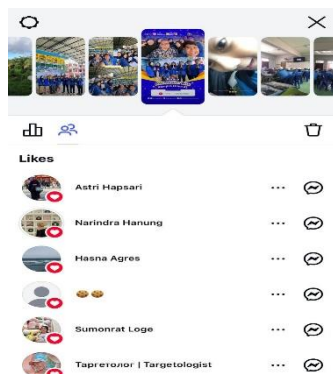 Likes
Astri Hapsari
Narindra Hanung
Hasna Agres
🍪🍪
Sumonrat Loge
Таргетолог | Targetologist